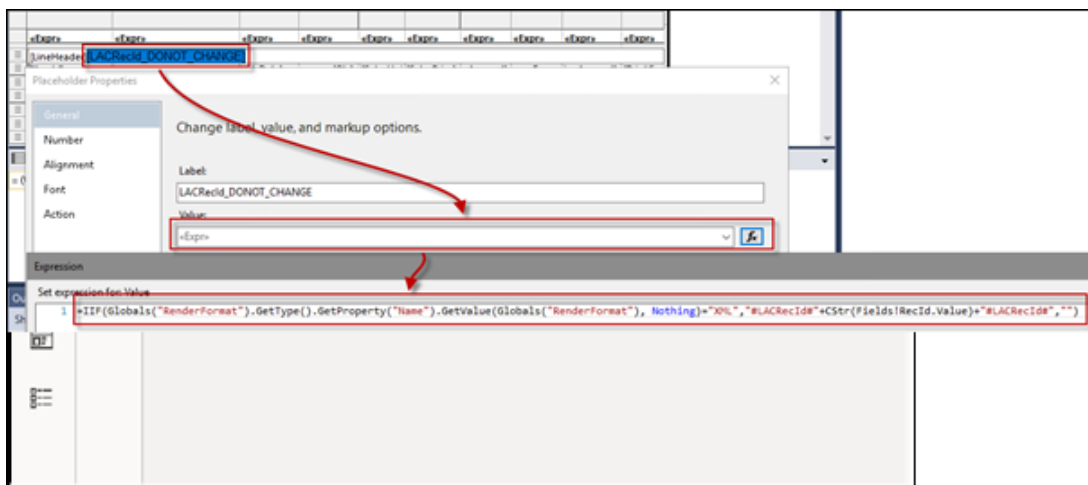 «Expr» «Expr» «Expr» «Expr» «Expr» «Expr» «Expr» «Expr» «Expr»
[LineHeader [LACRecId_DONOT_CHANGE]
Placeholder Properties
General
Change label, value, and markup options.
Number
Alignment
Label:
Font
LACRecId_DONOT_CHANGE
Action
Value:
«Expr»
fx
Expression
Set expression for: Value
1 +IIF(Globals("RenderFormat").GetType().GetProperty("Name").GetValue(Globals("RenderFormat"), Nothing)="XML","#LACRecId#"+CStr(Fields!RecId.Value)+"#LACRecId#","")